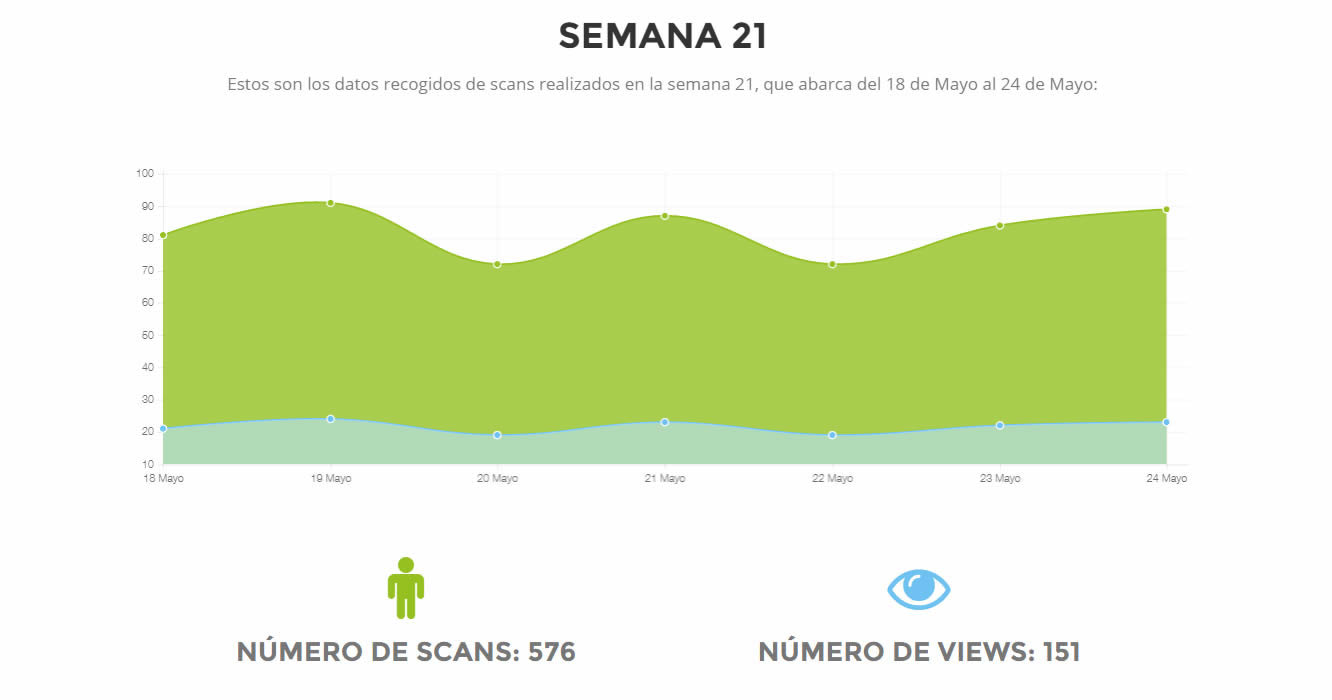 SEMANA 21
Estos son los datos recogidos de scans realizados en la semana 21, que abarca del 18 de Mayo al 24 de Mayo:
100
90
80
70
60
50
40
30
20
10
18 Mayo 19 Mayo 20 Mayo 21 Mayo 22 Mayo 23 Mayo 24 Mayo
NÚMERO DE SCANS: 576 NÚMERO DE VIEWS: 151